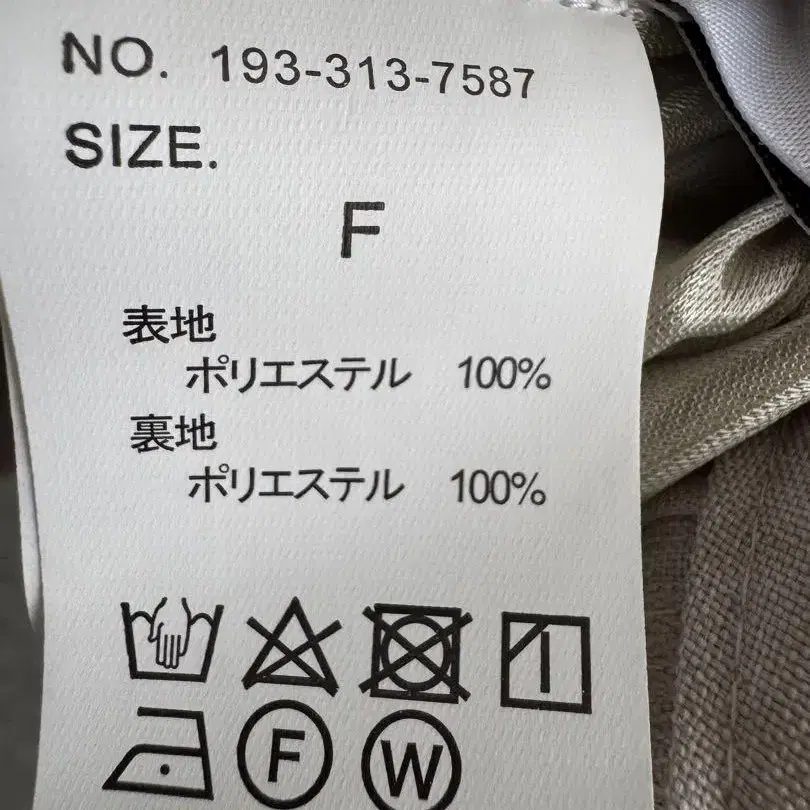 NO. 193-313-7587
SIZE.
F
表地
ポリエステル 100%
裏地
ポリエステル 100%
F W